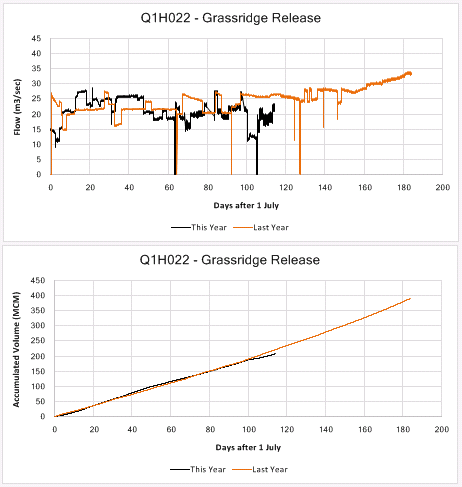 Q1H022 - Grassridge Release
Flow (m3/sec)
45
40
35
30
25
20
15
10
5
0
0 20 40 60 80 100 120 140 160 180 200
Days after 1 July
This Year Last Year
Q1H022 - Grassridge Release
Accumulated Volume (MCM)
450
400
350
300
250
200
150
100
50
0
0 20 40 60 80 100 120 140 160 180 200
Days after 1 July
This Year Last Year